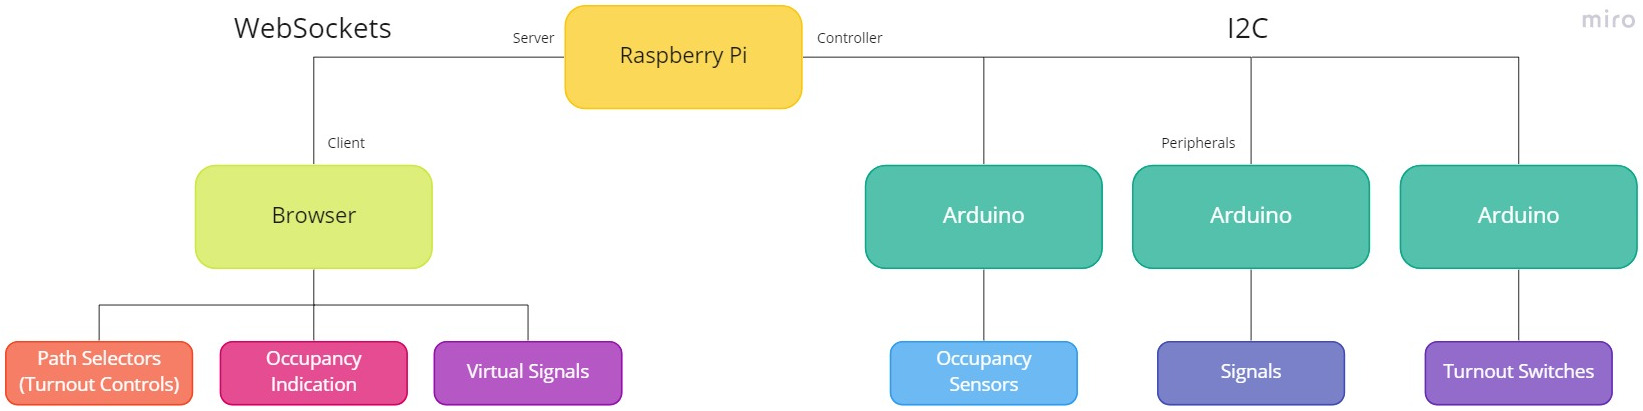 WebSockets
I2C
miro
Server
Raspberry Pi
Controller
Client
Peripherals
Browser
Arduino
Arduino
Arduino
Path Selectors
(Turnout Controls)
Occupancy
Indication
Virtual Signals
Occupancy
Sensors
Signals
Turnout Switches